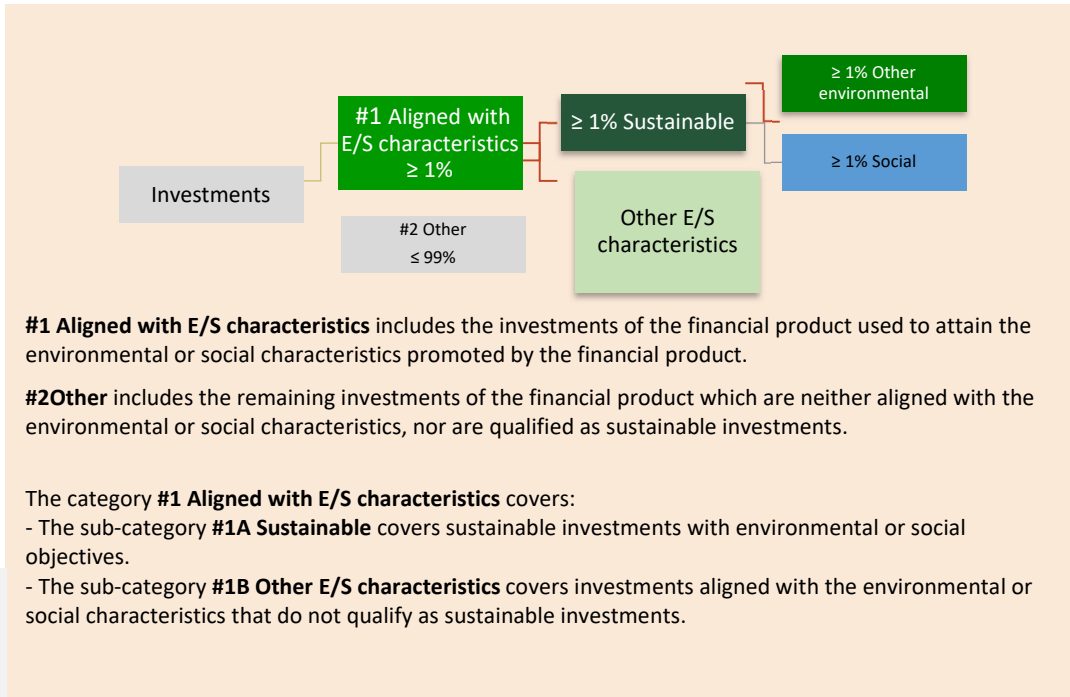 Investments
#1 Aligned with
E/S characteristics
≥ 1%
#2 Other
≤ 99%
≥ 1% Sustainable
Other E/S
characteristics
≥ 1% Other
environmental
≥ 1% Social
#1 Aligned with E/S characteristics includes the investments of the financial product used to attain the
environmental or social characteristics promoted by the financial product.
#2Other includes the remaining investments of the financial product which are neither aligned with the
environmental or social characteristics, nor are qualified as sustainable investments.
The category #1 Aligned with E/S characteristics covers:
- The sub-category #1A Sustainable covers sustainable investments with environmental or social
objectives.
- The sub-category #1B Other E/S characteristics covers investments aligned with the environmental or
social characteristics that do not qualify as sustainable investments.